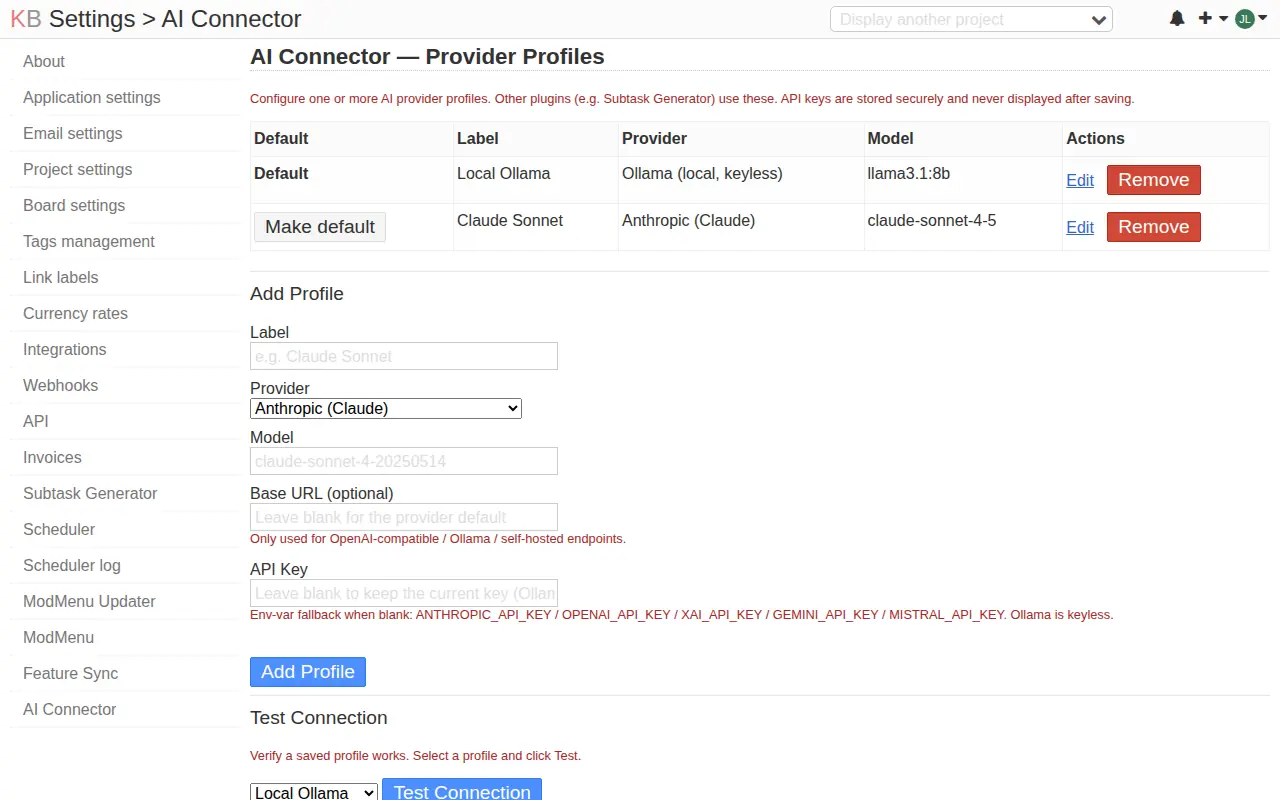 KB Settings > AI Connector
Display another project
JL
About
Application settings
Email settings
Project settings
Board settings
Tags management
Link labels
Currency rates
Integrations
Webhooks
API
Invoices
Subtask Generator
Scheduler
Scheduler log
ModMenu Updater
ModMenu
Feature Sync
AI Connector
AI Connector — Provider Profiles
Configure one or more AI provider profiles. Other plugins (e.g. Subtask Generator) use these. API keys are stored securely and never displayed after saving.
Default Label Provider Model Actions
Default Local Ollama Ollama (local, keyless) llama3.1:8b Edit Remove
Make default Claude Sonnet Anthropic (Claude) claude-sonnet-4-5 Edit Remove
Add Profile
Label
e.g. Claude Sonnet
Provider
Anthropic (Claude)
Model
claude-sonnet-4-20250514
Base URL (optional)
Leave blank for the provider default
Only used for OpenAI-compatible / Ollama / self-hosted endpoints.
API Key
Leave blank to keep the current key (Ollan
Env-var fallback when blank: ANTHROPIC_API_KEY / OPENAI_API_KEY / XAI_API_KEY / GEMINI_API_KEY / MISTRAL_API_KEY. Ollama is keyless.
Add Profile
Test Connection
Verify a saved profile works. Select a profile and click Test.
Local Ollama Test Connection